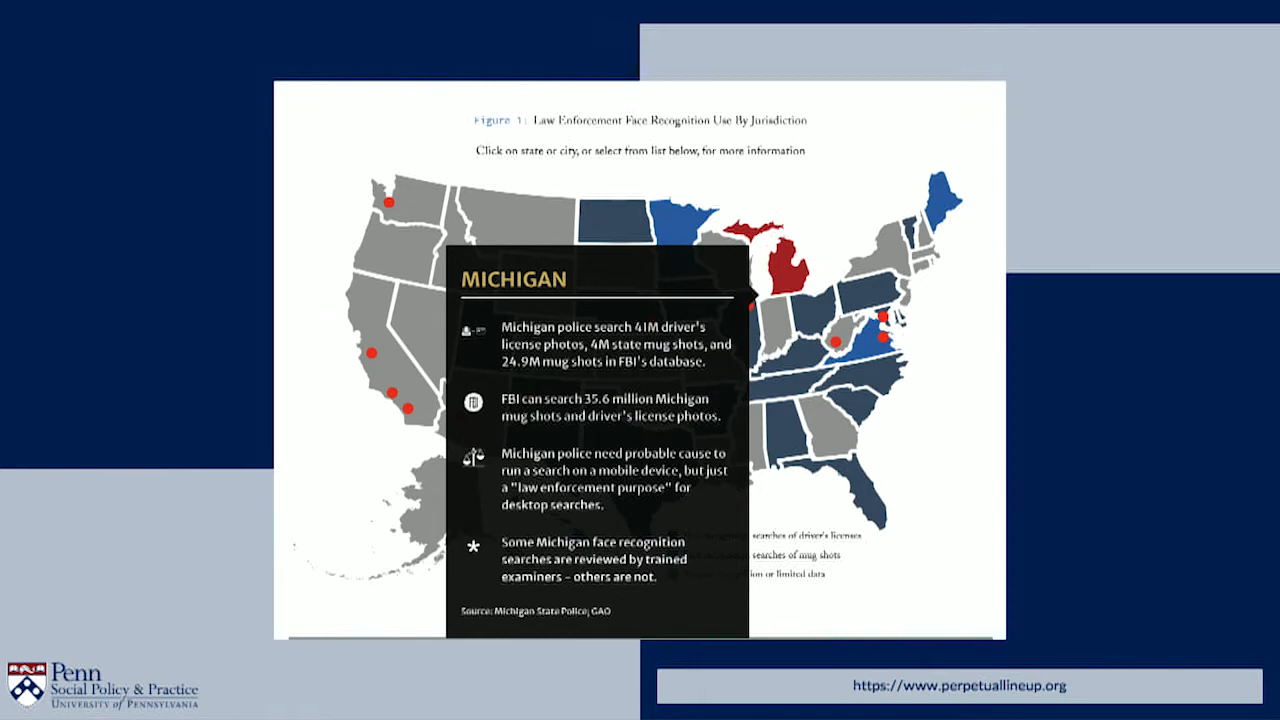 Figure 1: Law Enforcement Face Recognition Use By Jurisdiction
Click on state or city, or select from list below, for more information
MICHIGAN
Michigan police search 41M driver's
license photos, 4M state mug shots, and
24.9M mug shots in FBI's database.
FBI
FBI can search 35.6 million Michigan
mug shots and driver's license photos.
Michigan police need probable cause to
run a search on a mobile device, but just
a "law enforcement purpose" for
desktop searches.
* Some Michigan face recognition
searches are reviewed by trained
examiners – others are not.
Source: Michigan State Police; GAO
searches of driver's licenses
searches of mug shots
or limited data
Penn
Social Policy & Practice
UNIVERSITY of PENNSYLVANIA
https://www.perpetuallineup.org